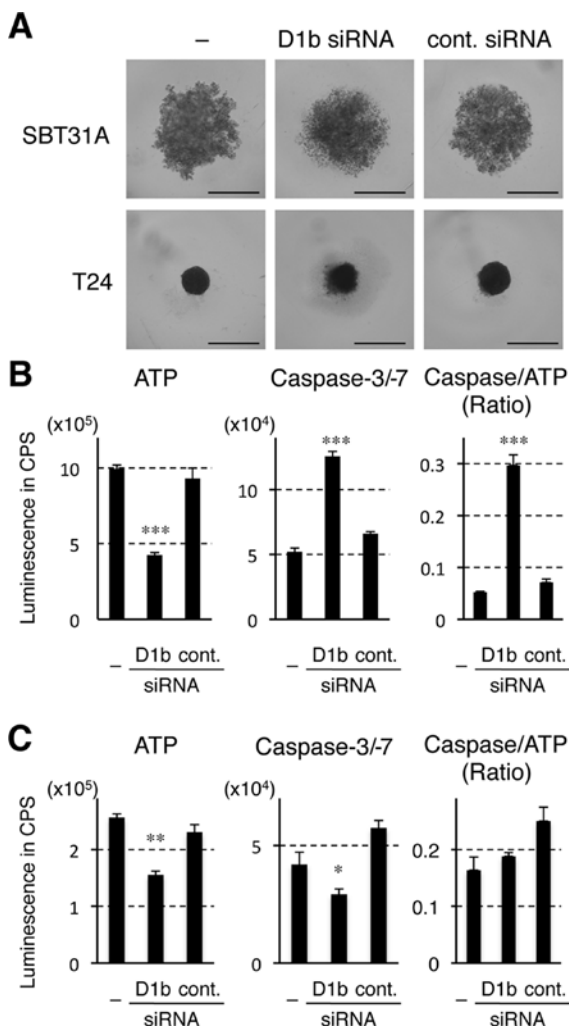 A
– D1b siRNA cont. siRNA
SBT31A
T24
B
ATP Caspase-3/-7 Caspase/ATP
(Ratio)
(x10⁵) (x10⁴)
Luminescence in CPS
10
5
0
***
10
5
0
***
0.3
0.2
0.1
0
***
– D1b cont. – D1b cont. – D1b cont.
siRNA siRNA siRNA
C
ATP Caspase-3/-7 Caspase/ATP
(Ratio)
(x10⁵) (x10⁴)
Luminescence in CPS
2
1
0
**
5
0
*
0.2
0.1
0
– D1b cont. – D1b cont. – D1b cont.
siRNA siRNA siRNA